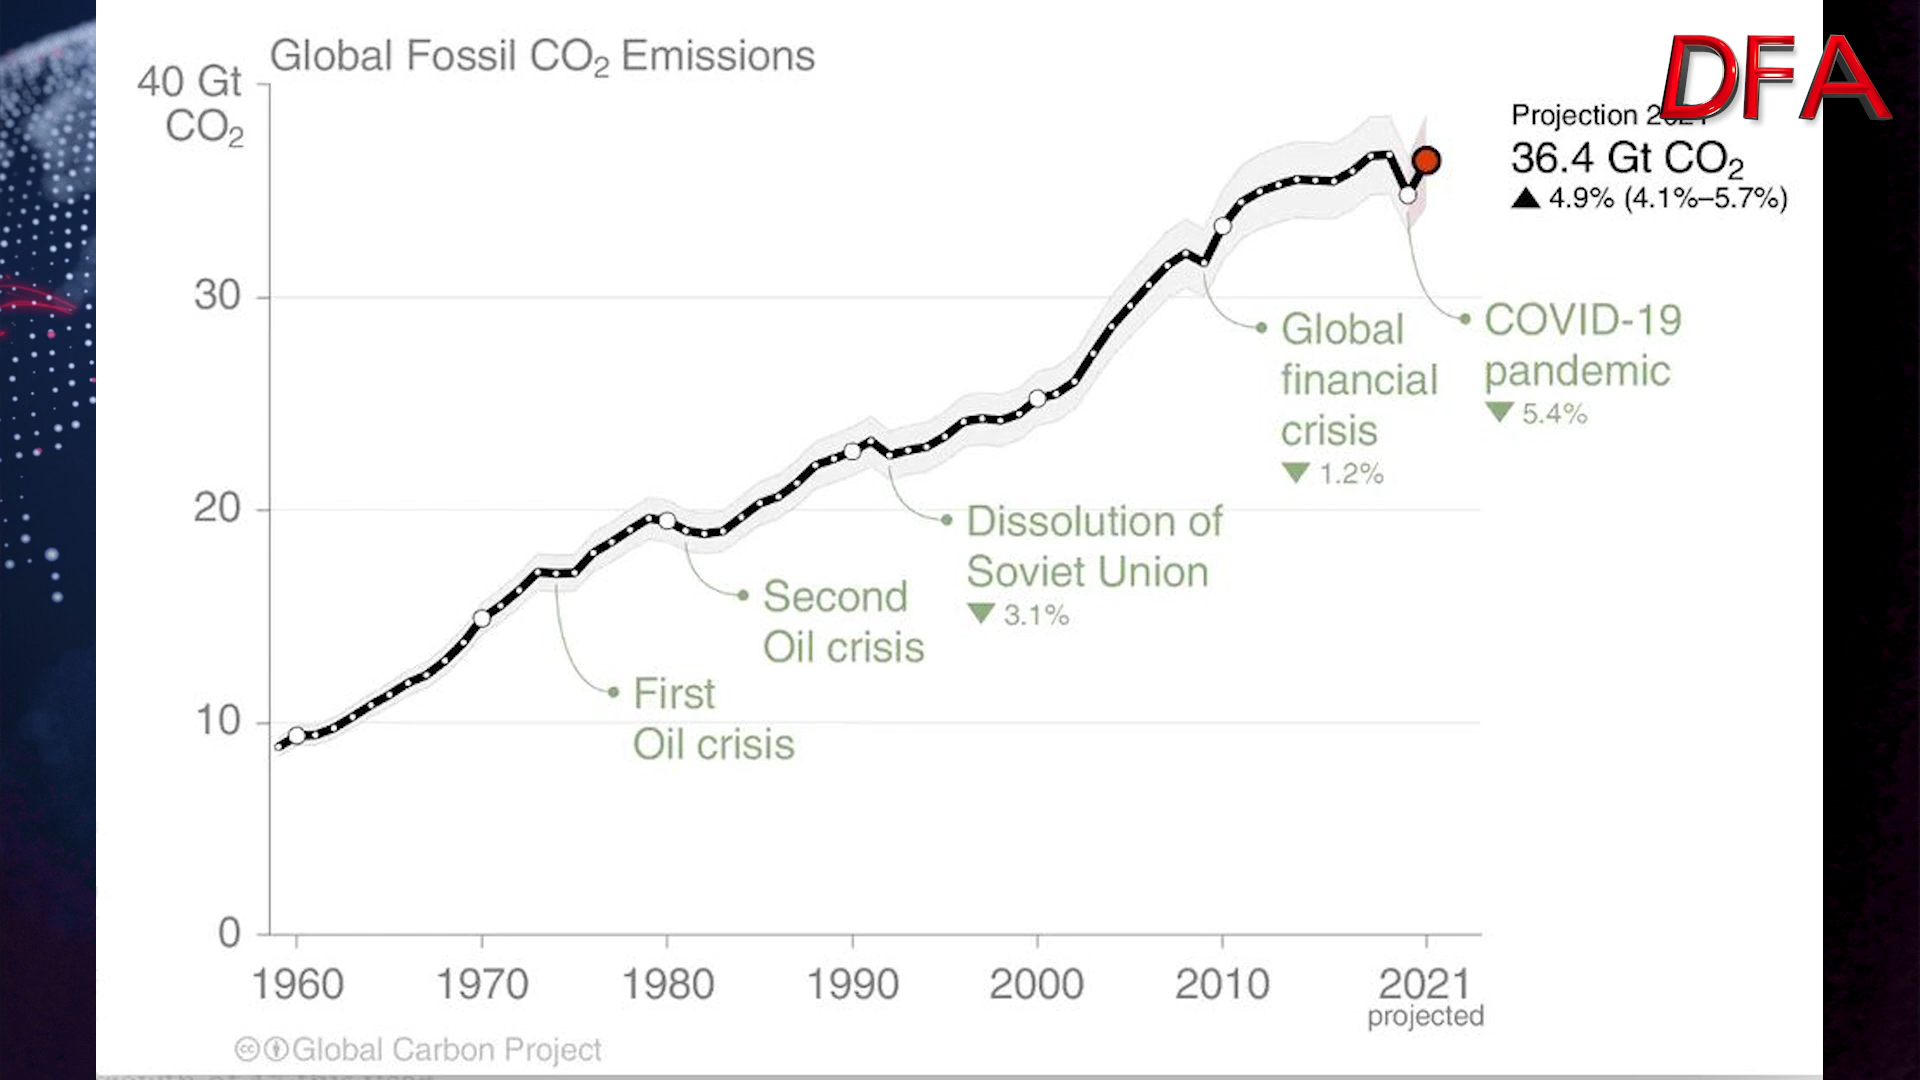 DFA
Global Fossil CO₂ Emissions
40 Gt
CO₂
30
20
10
0
1960
1970
1980
1990
2000
2010
2021
projected
Projection 2021
36.4 Gt CO₂
▲ 4.9% (4.1%–5.7%)
First
Oil crisis
Second
Oil crisis
Dissolution of
Soviet Union
▼ 3.1%
Global
financial
crisis
▼ 1.2%
COVID-19
pandemic
▼ 5.4%
Global Carbon Project